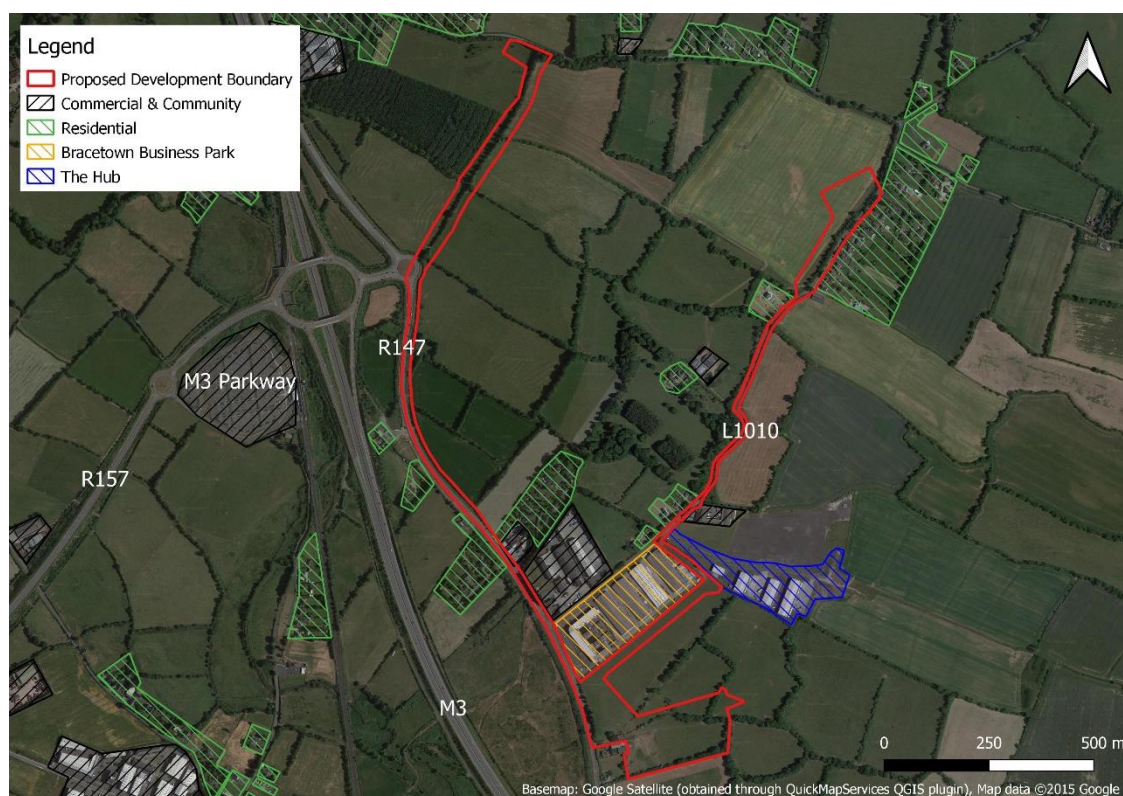 Legend
Proposed Development Boundary
Commercial & Community
Residential
Bracetown Business Park
The Hub
R147
M3 Parkway
L1010
R157
M3
0 250 500 m
Basemap: Google Satellite (obtained through QuickMapServices QGIS plugin), Map data ©2015 Google